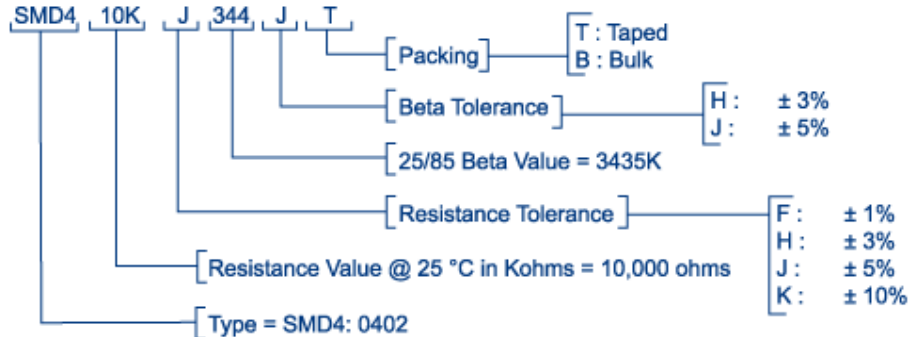 SMD4 10K J 344 J T
[Packing] T : Taped
B : Bulk
[Beta Tolerance] H : ± 3%
J : ± 5%
[25/85 Beta Value = 3435K
[Resistance Tolerance] F : ± 1%
H : ± 3%
J : ± 5%
K : ± 10%
[Resistance Value @ 25 °C in Kohms = 10,000 ohms
[Type = SMD4: 0402